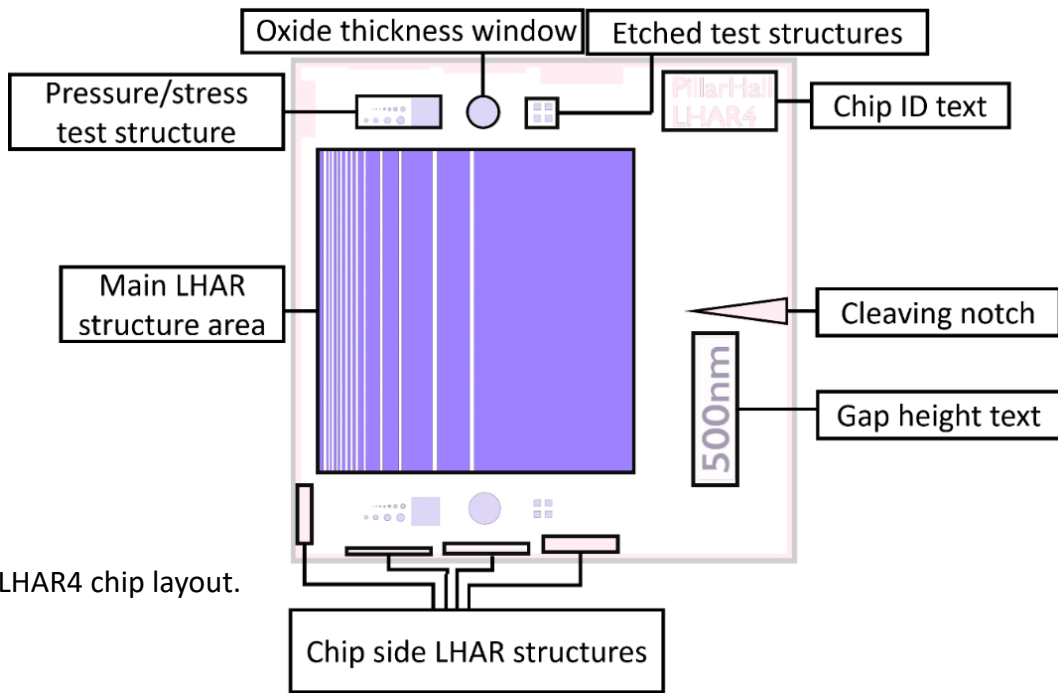 Oxide thickness window
Etched test structures
Pressure/stress
test structure
PillarHall
LHAR4
Chip ID text
Main LHAR
structure area
Cleaving notch
500nm
Gap height text
LHAR4 chip layout.
Chip side LHAR structures